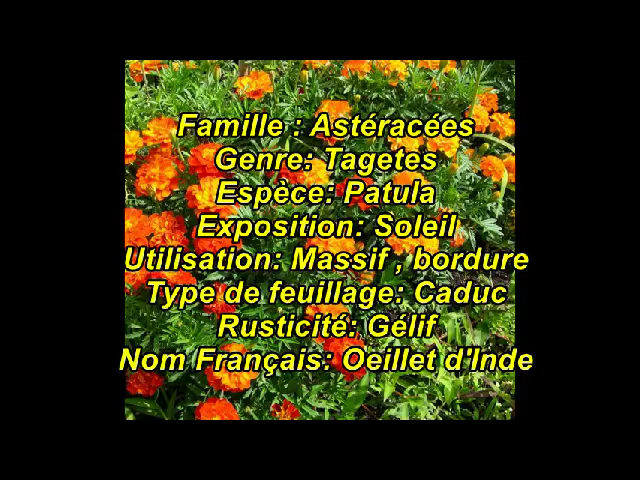 Famille : Astéracées
Genre: Tagetes
Espèce: Patula
Exposition: Soleil
Utilisation: Massif , bordure
Type de feuillage: Caduc
Rusticité: Gélif
Nom Français: Oeillet d'Inde